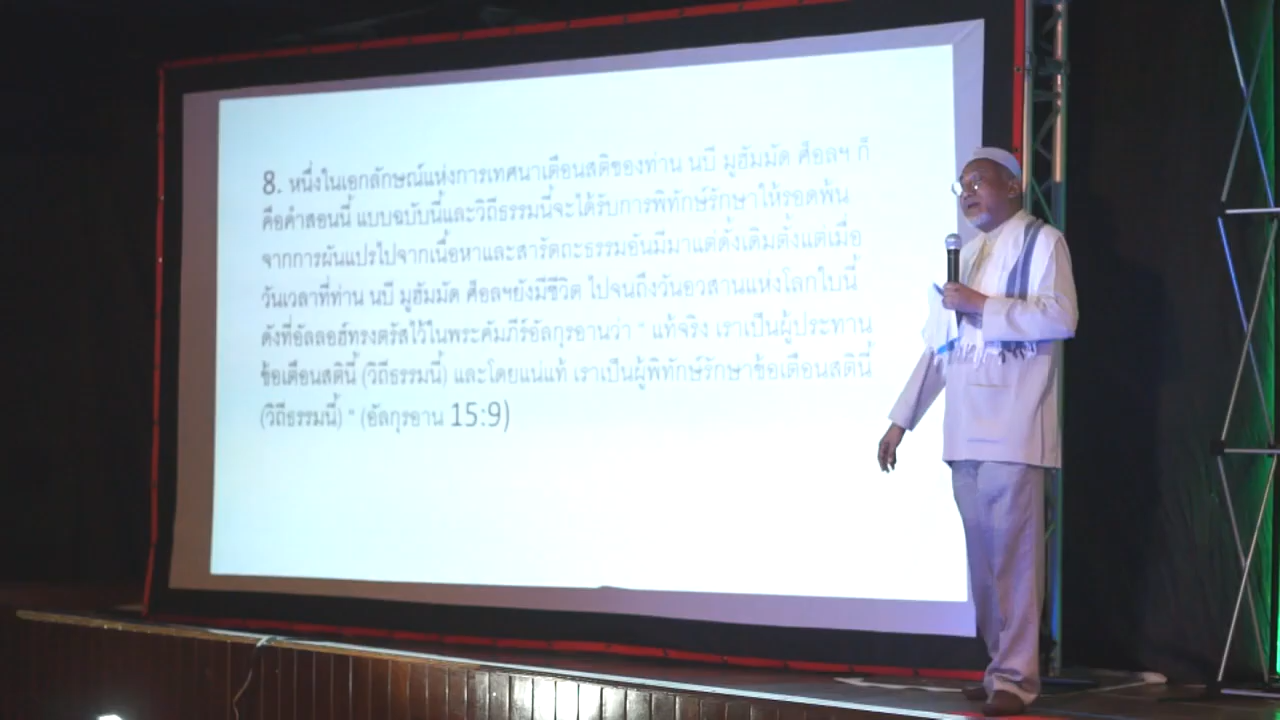 8. หนึ่งในเอกลักษณ์แห่งการเทศนาเตือนสติของท่าน นบี มูฮัมมัด ศ็อลฯ ก็
คือคำสอนนี้ แบบฉบับนี้และวิถีธรรมนี้จะได้รับการพิทักษ์รักษาให้รอดพ้น
จากการผันแปรไปจากเนื้อหาและสารัตถะธรรมอันมีมาแต่ดั้งเดิมตั้งแต่เมื่อ
วันเวลาที่ท่าน นบี มูฮัมมัด ศ็อลฯยังมีชีวิต ไปจนถึงวันอวสานแห่งโลกใบนี้
ดังที่อัลลอฮ์ทรงตรัสไว้ในพระคัมภีร์อัลกุรอานว่า " แท้จริง เราเป็นผู้ประทาน
ข้อเตือนสตินี้ (วิถีธรรมนี้) และโดยแน่แท้ เราเป็นผู้พิทักษ์รักษาข้อเตือนสตินี้
(วิถีธรรมนี้) " (อัลกุรอาน 15:9)